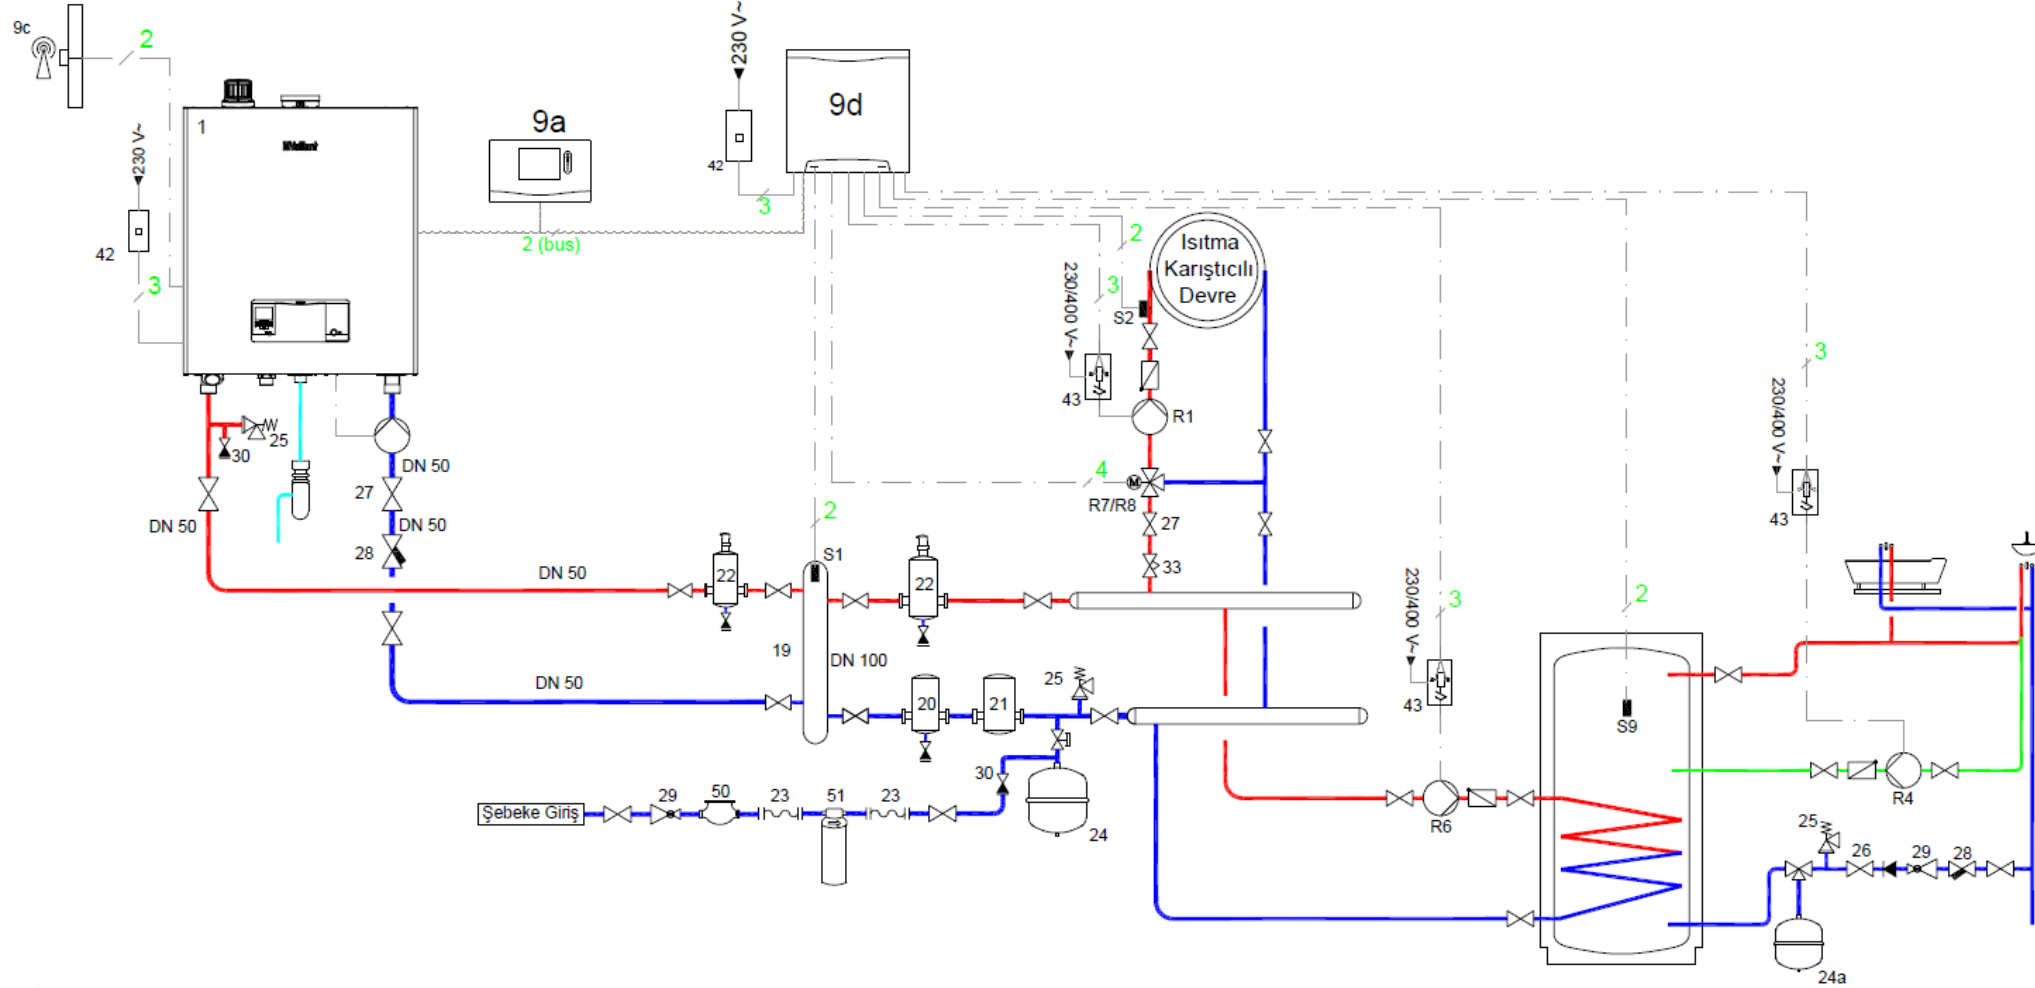 9c
2
230 V~
42
3
1
Vaillant
9a
2 (bus)
230 V~
42
3
9d
Isıtma
Karıştıcılı
Devre
2
3
S2
230/400 V~
43
R1
4
R7/R8
27
33
25
30
DN 50
27
DN 50
DN 50
28
DN 50
22
2
S1
22
19
DN 100
DN 50
20
21
25
30
24
Şebeke Giriş
29
50
23
51
23
230/400 V~
3
43
R6
2
S9
3
230/400 V~
43
R4
25
26
29
28
24a